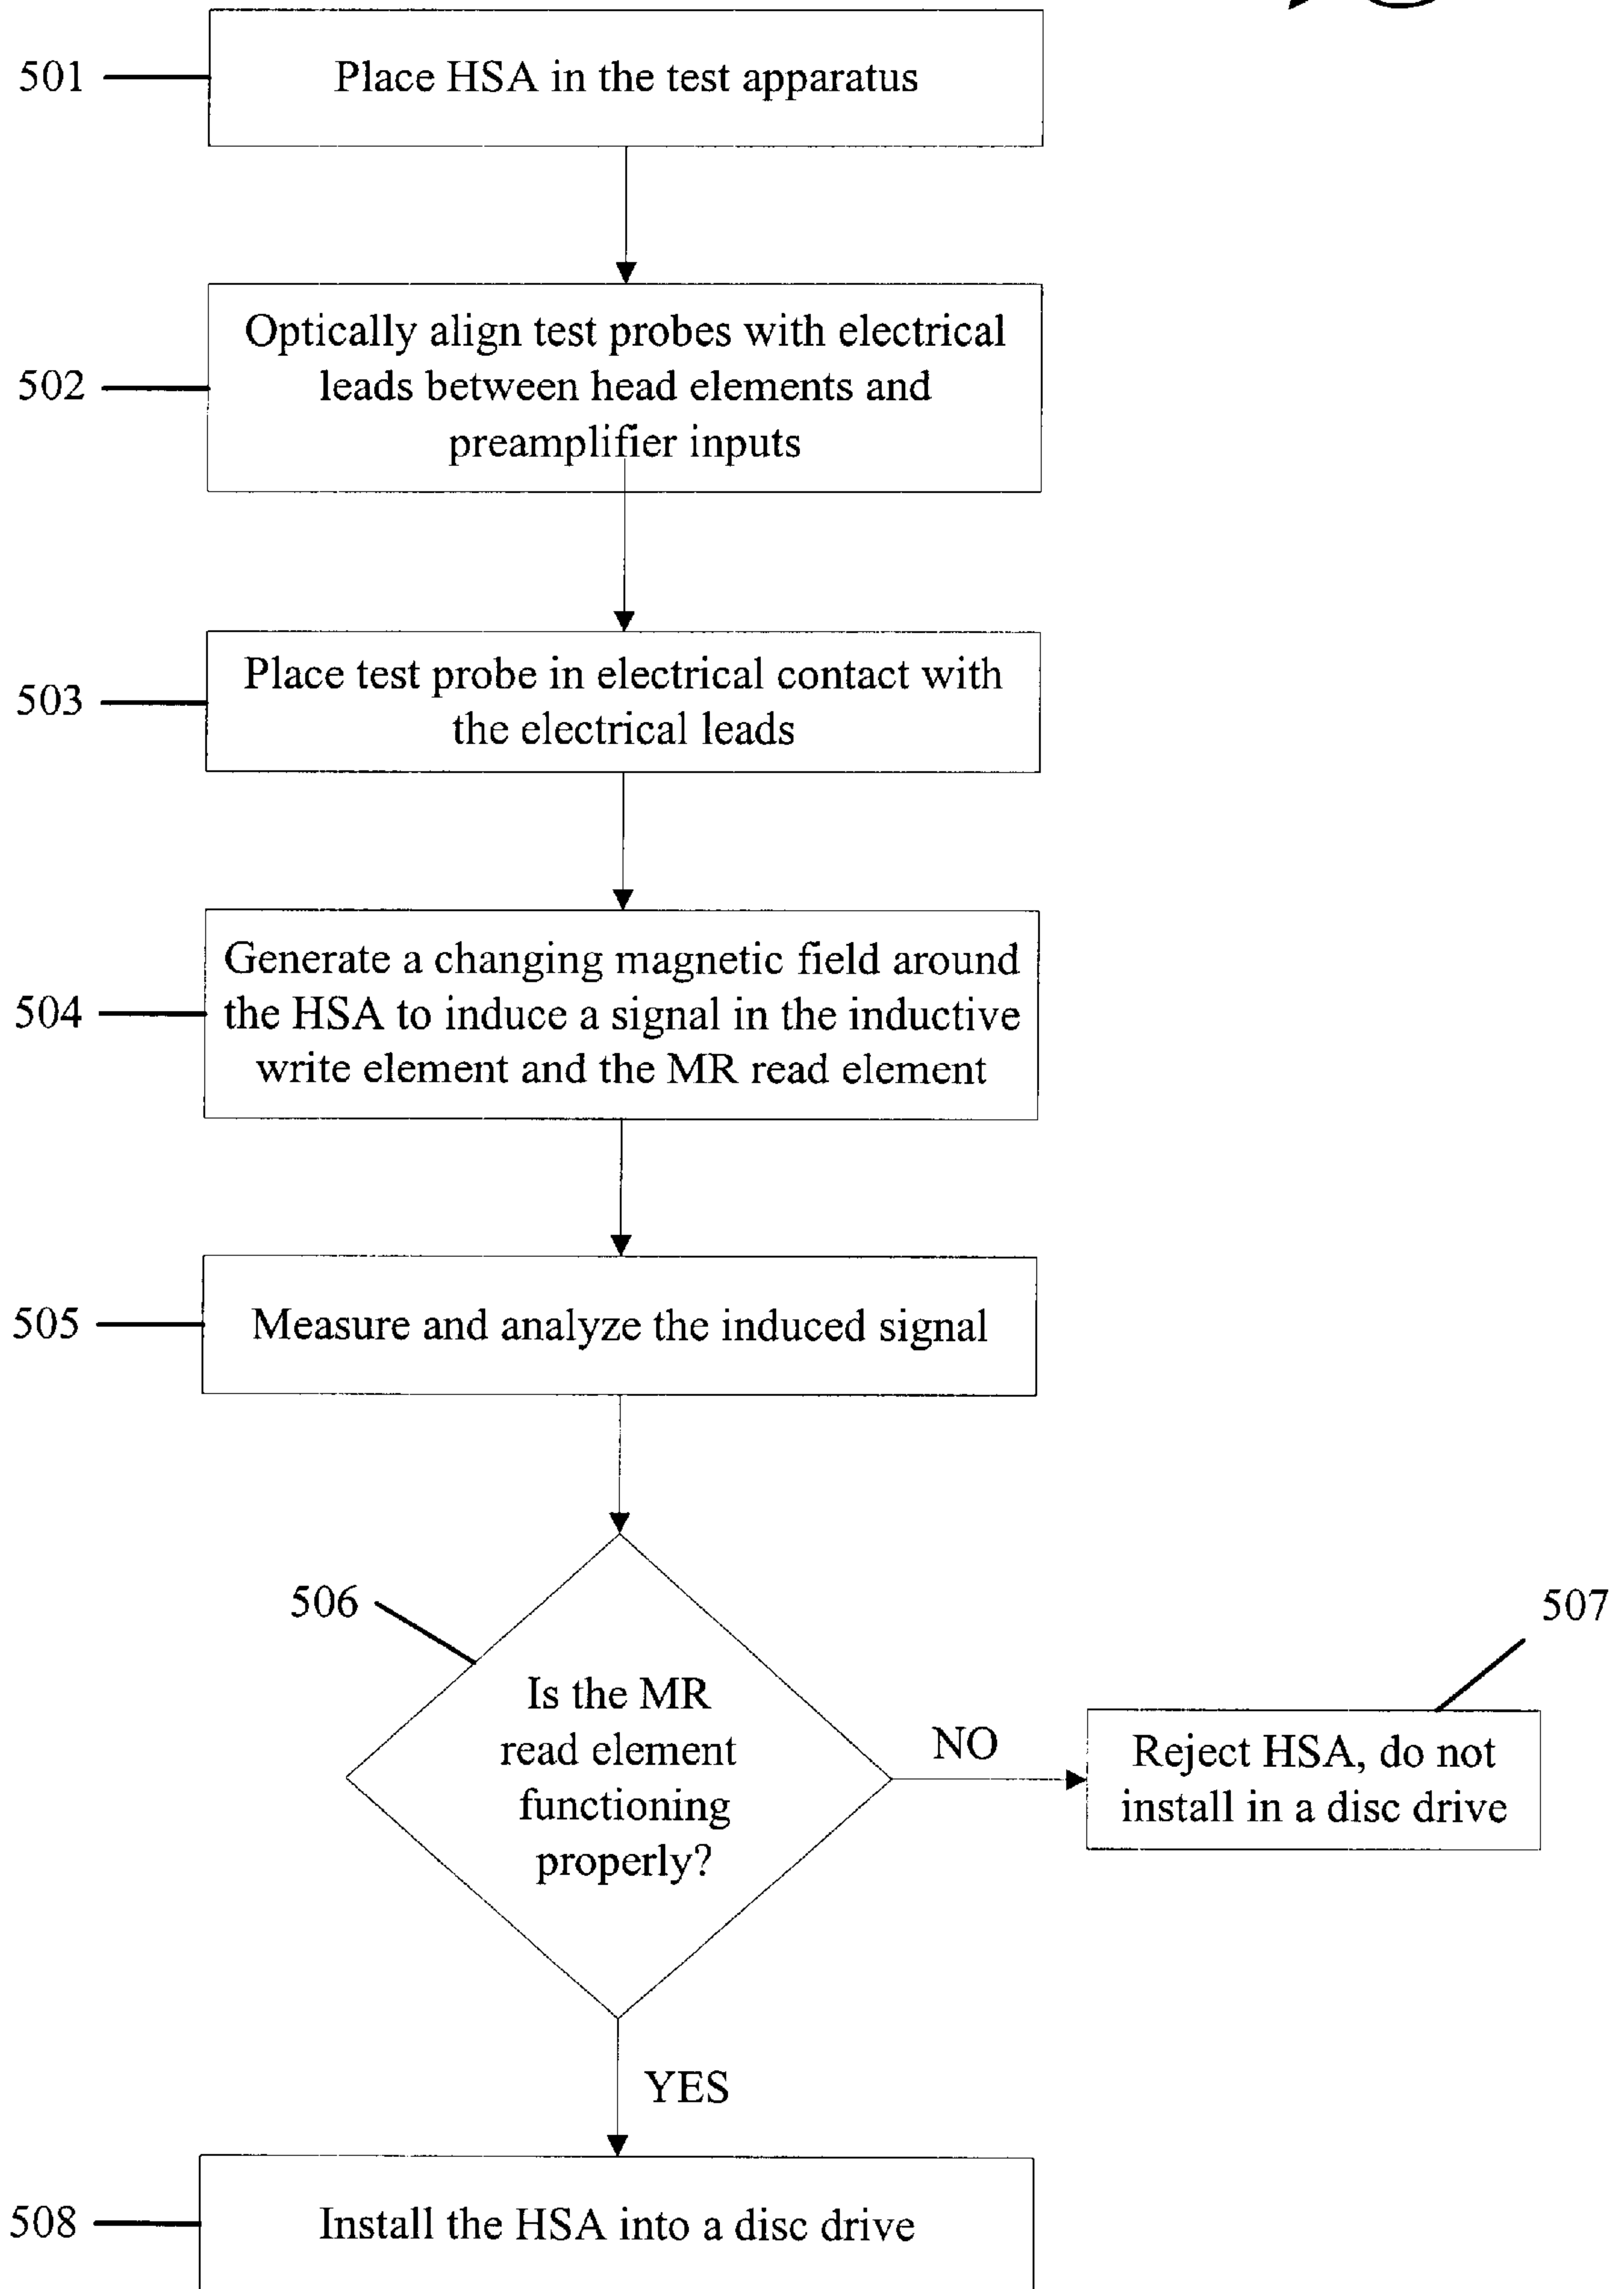 501
Place HSA in the test apparatus
502
Optically align test probes with electrical
leads between head elements and
preamplifier inputs
503
Place test probe in electrical contact with
the electrical leads
504
Generate a changing magnetic field around
the HSA to induce a signal in the inductive
write element and the MR read element
505
Measure and analyze the induced signal
506
Is the MR
read element
functioning
properly?
NO
507
Reject HSA, do not
install in a disc drive
YES
508
Install the HSA into a disc drive